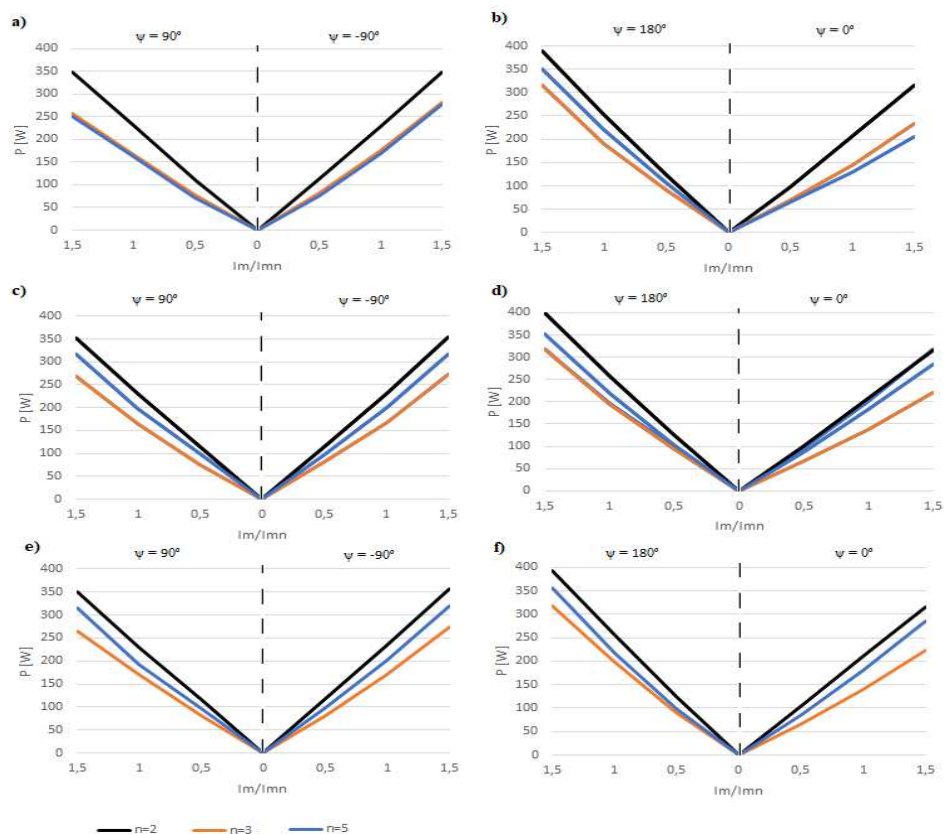 a)
ψ = 90°
ψ = -90°
400
350
300
250
200
150
100
50
0
P [W]
1,5 1 0,5 0 0,5 1 1,5
Im/Imn
b)
ψ = 180°
ψ = 0°
400
350
300
250
200
150
100
50
0
P [W]
1,5 1 0,5 0 0,5 1 1,5
Im/Imn
c)
ψ = 90°
ψ = -90°
400
350
300
250
200
150
100
50
0
P [W]
1,5 1 0,5 0 0,5 1 1,5
Im/Imn
d)
ψ = 180°
ψ = 0°
400
350
300
250
200
150
100
50
0
P [W]
1,5 1 0,5 0 0,5 1 1,5
Im/Imn
e)
ψ = 90°
ψ = -90°
400
350
300
250
200
150
100
50
0
P [W]
1,5 1 0,5 0 0,5 1 1,5
Im/Imn
f)
ψ = 180°
ψ = 0°
400
350
300
250
200
150
100
50
0
P [W]
1,5 1 0,5 0 0,5 1 1,5
Im/Imn
n=2 n=3 n=5